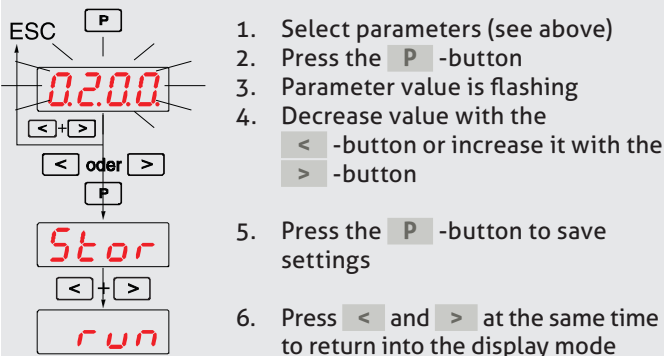 P
ESC
0.2.0.0.
< + >
< oder >
P
Stor
< + >
run
1. Select parameters (see above)
2. Press the P -button
3. Parameter value is flashing
4. Decrease value with the
< -button or increase it with the
> -button
5. Press the P -button to save
settings
6. Press < and > at the same time
to return into the display mode